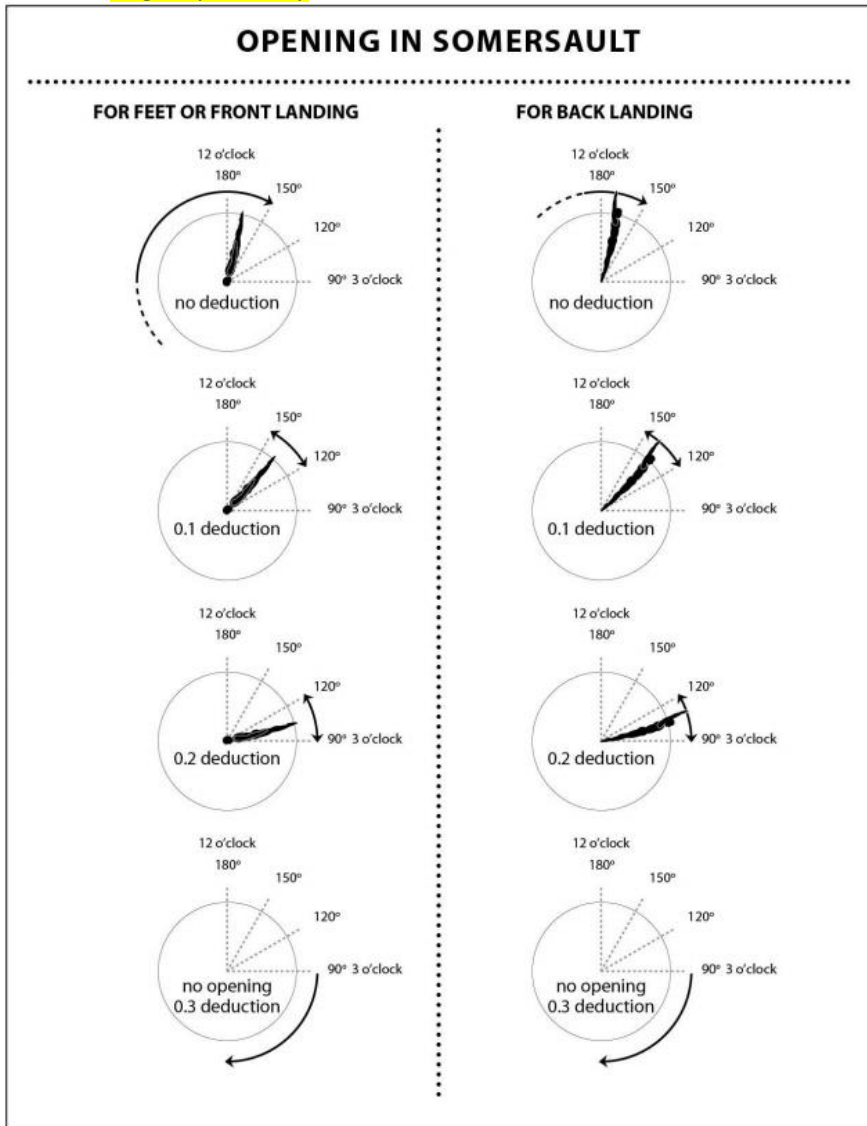 OPENING IN SOMERSAULT
FOR FEET OR FRONT LANDING
12 o'clock
180º
150º
120º
90º 3 o'clock
no deduction
12 o'clock
180º
150º
120º
90º 3 o'clock
0.1 deduction
12 o'clock
180º
150º
120º
90º 3 o'clock
0.2 deduction
12 o'clock
180º
150º
120º
90º 3 o'clock
no opening
0.3 deduction
FOR BACK LANDING
12 o'clock
180º
150º
120º
90º 3 o'clock
no deduction
12 o'clock
180º
150º
120º
90º 3 o'clock
0.1 deduction
12 o'clock
180º
150º
120º
90º 3 o'clock
0.2 deduction
12 o'clock
180º
150º
120º
90º 3 o'clock
no opening
0.3 deduction